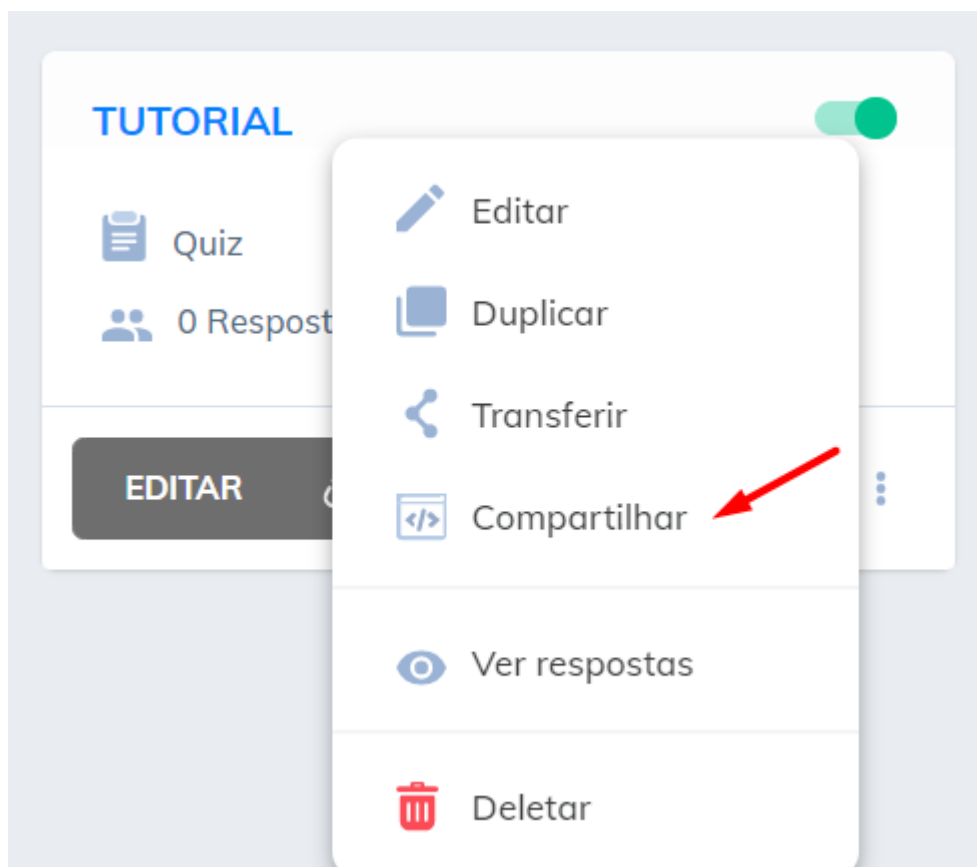 TUTORIAL
Quiz
0 Respost
EDITAR
Editar
Duplicar
Transferir
Compartilhar
Ver respostas
Deletar